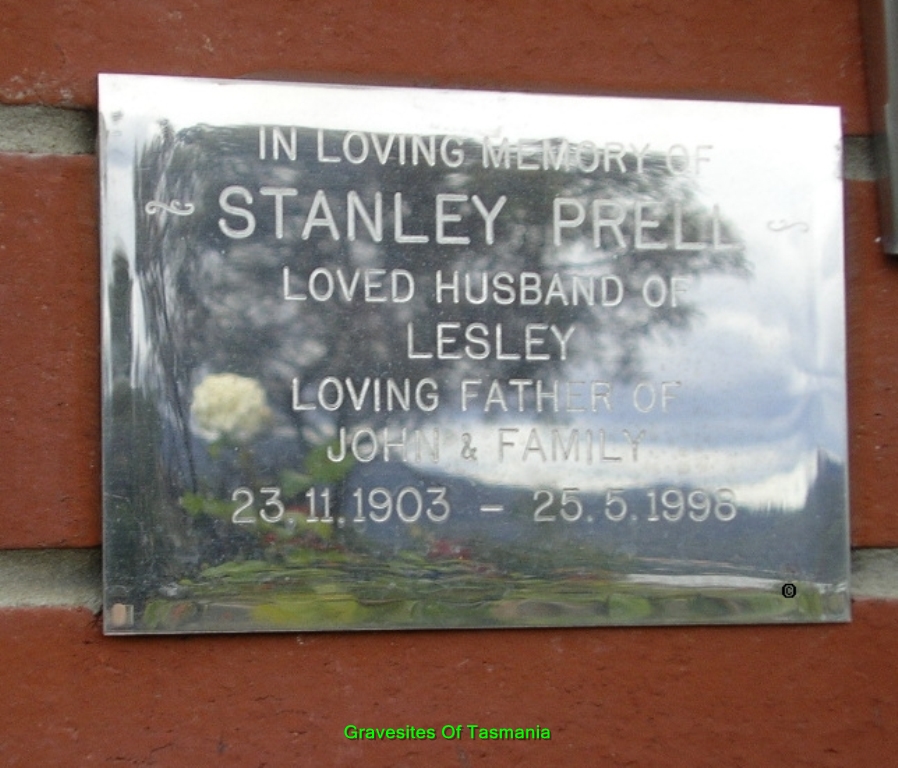 IN LOVING MEMORY OF
STANLEY PRELL
LOVED HUSBAND OF
LESLEY
LOVING FATHER OF
JOHN & FAMILY
23.11.1903 – 25.5.1998
©
Gravesites Of Tasmania